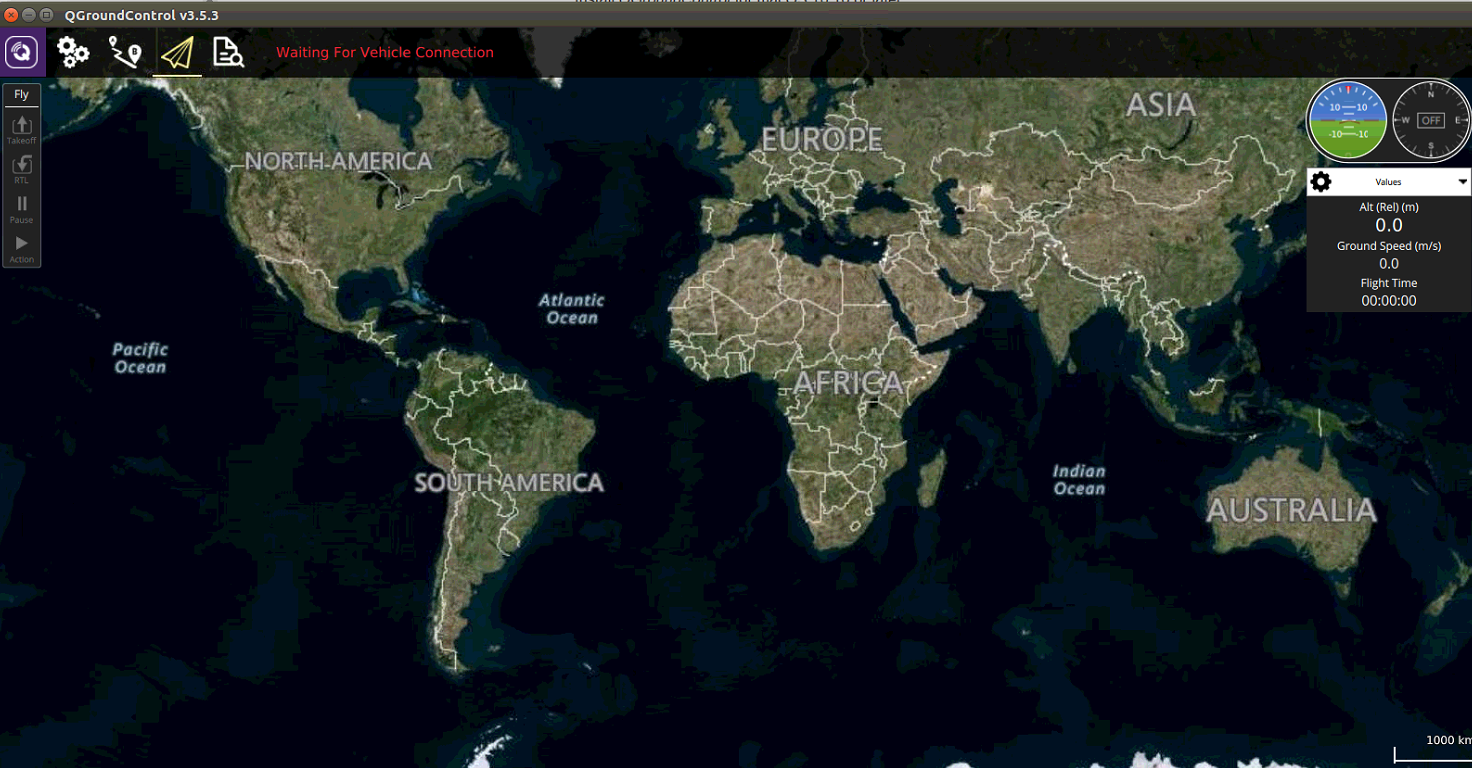 QGroundControl v3.5.3
Waiting For Vehicle Connection
Fly
Takeoff
RTL
Pause
Action
NORTH AMERICA
EUROPE
ASIA
Atlantic
Ocean
Pacific
Ocean
AFRICA
SOUTH AMERICA
Indian
Ocean
AUSTRALIA
10 10
-10 -10
N
W OFF E
S
Values
Alt (Rel) (m)
0.0
Ground Speed (m/s)
0.0
Flight Time
00:00:00
1000 km